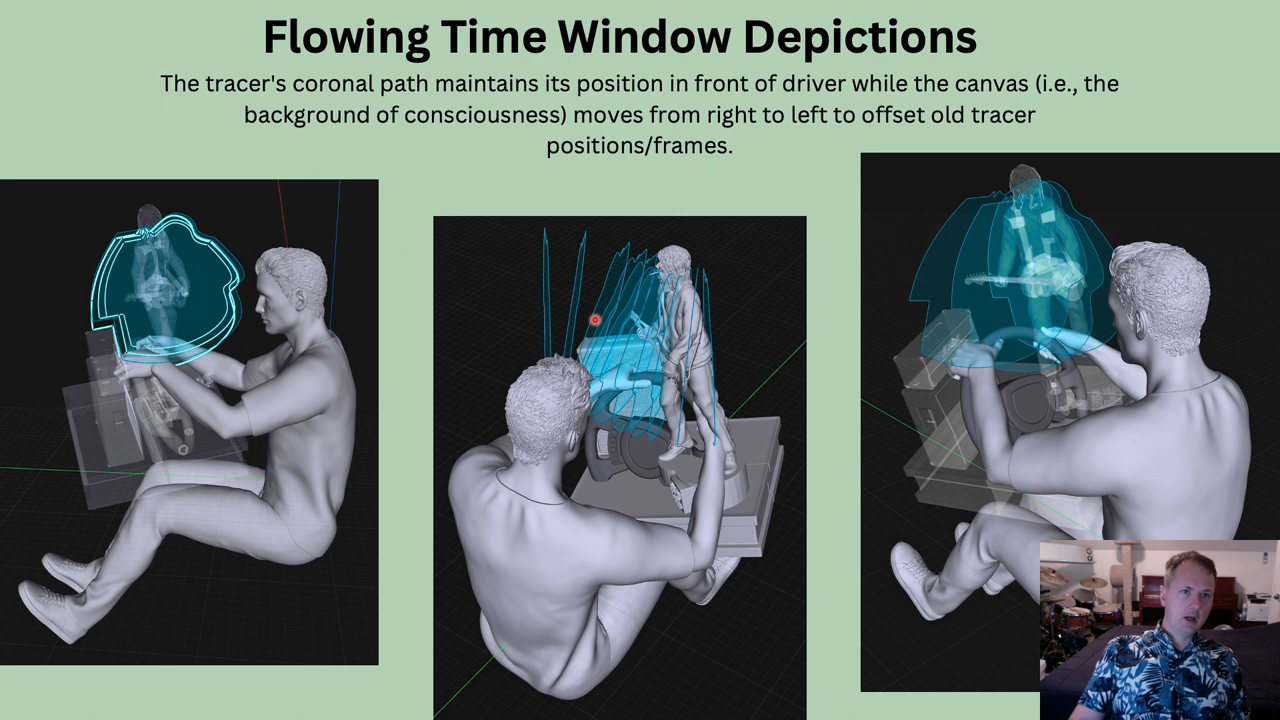 Flowing Time Window Depictions
The tracer's coronal path maintains its position in front of driver while the canvas (i.e., the
background of consciousness) moves from right to left to offset old tracer
positions/frames.